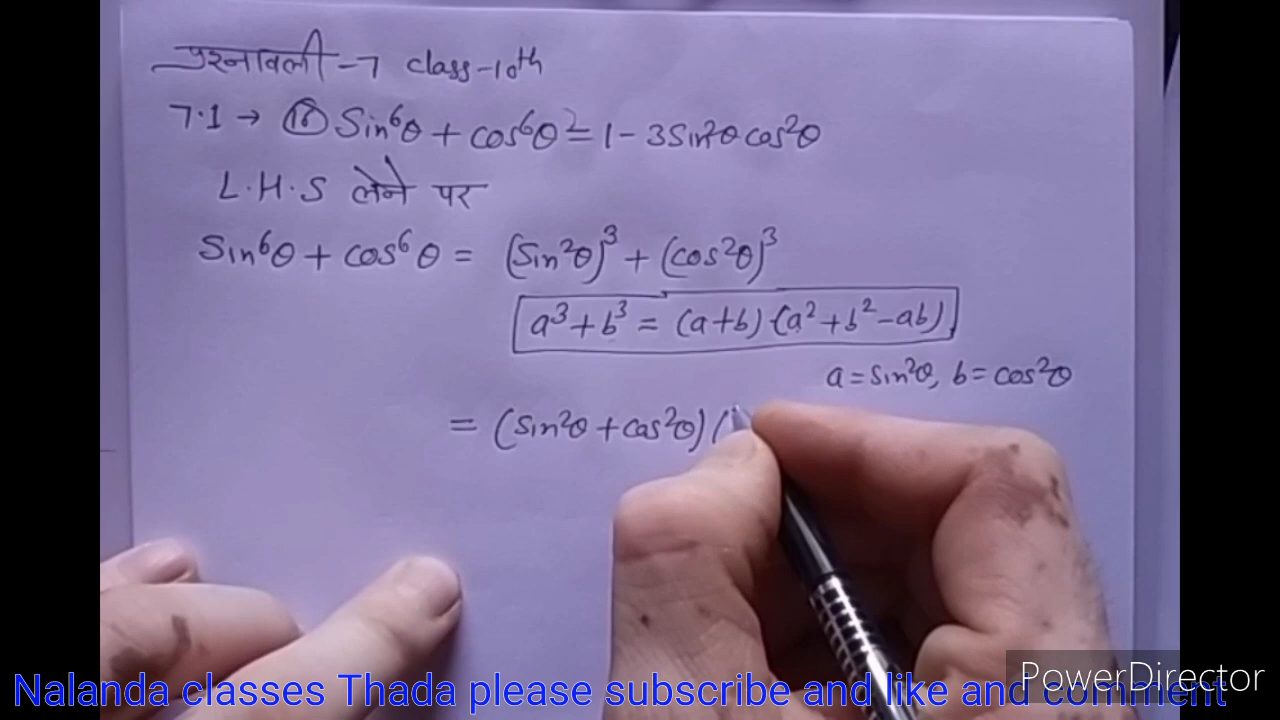 प्रश्नावली-7 class-10th
7.1 → ⑱ Sin⁶θ + cos⁶θ = 1 - 3Sin²θ cos²θ
L.H.S लेने पर
Sin⁶θ + cos⁶θ = (Sin²θ)³ + (cos²θ)³
a³ + b³ = (a+b) (a² + b² - ab)
a = Sin²θ, b = cos²θ
= (Sin²θ + cos²θ) (
PowerDirector
Nalanda classes Thada please subscribe and like and comment